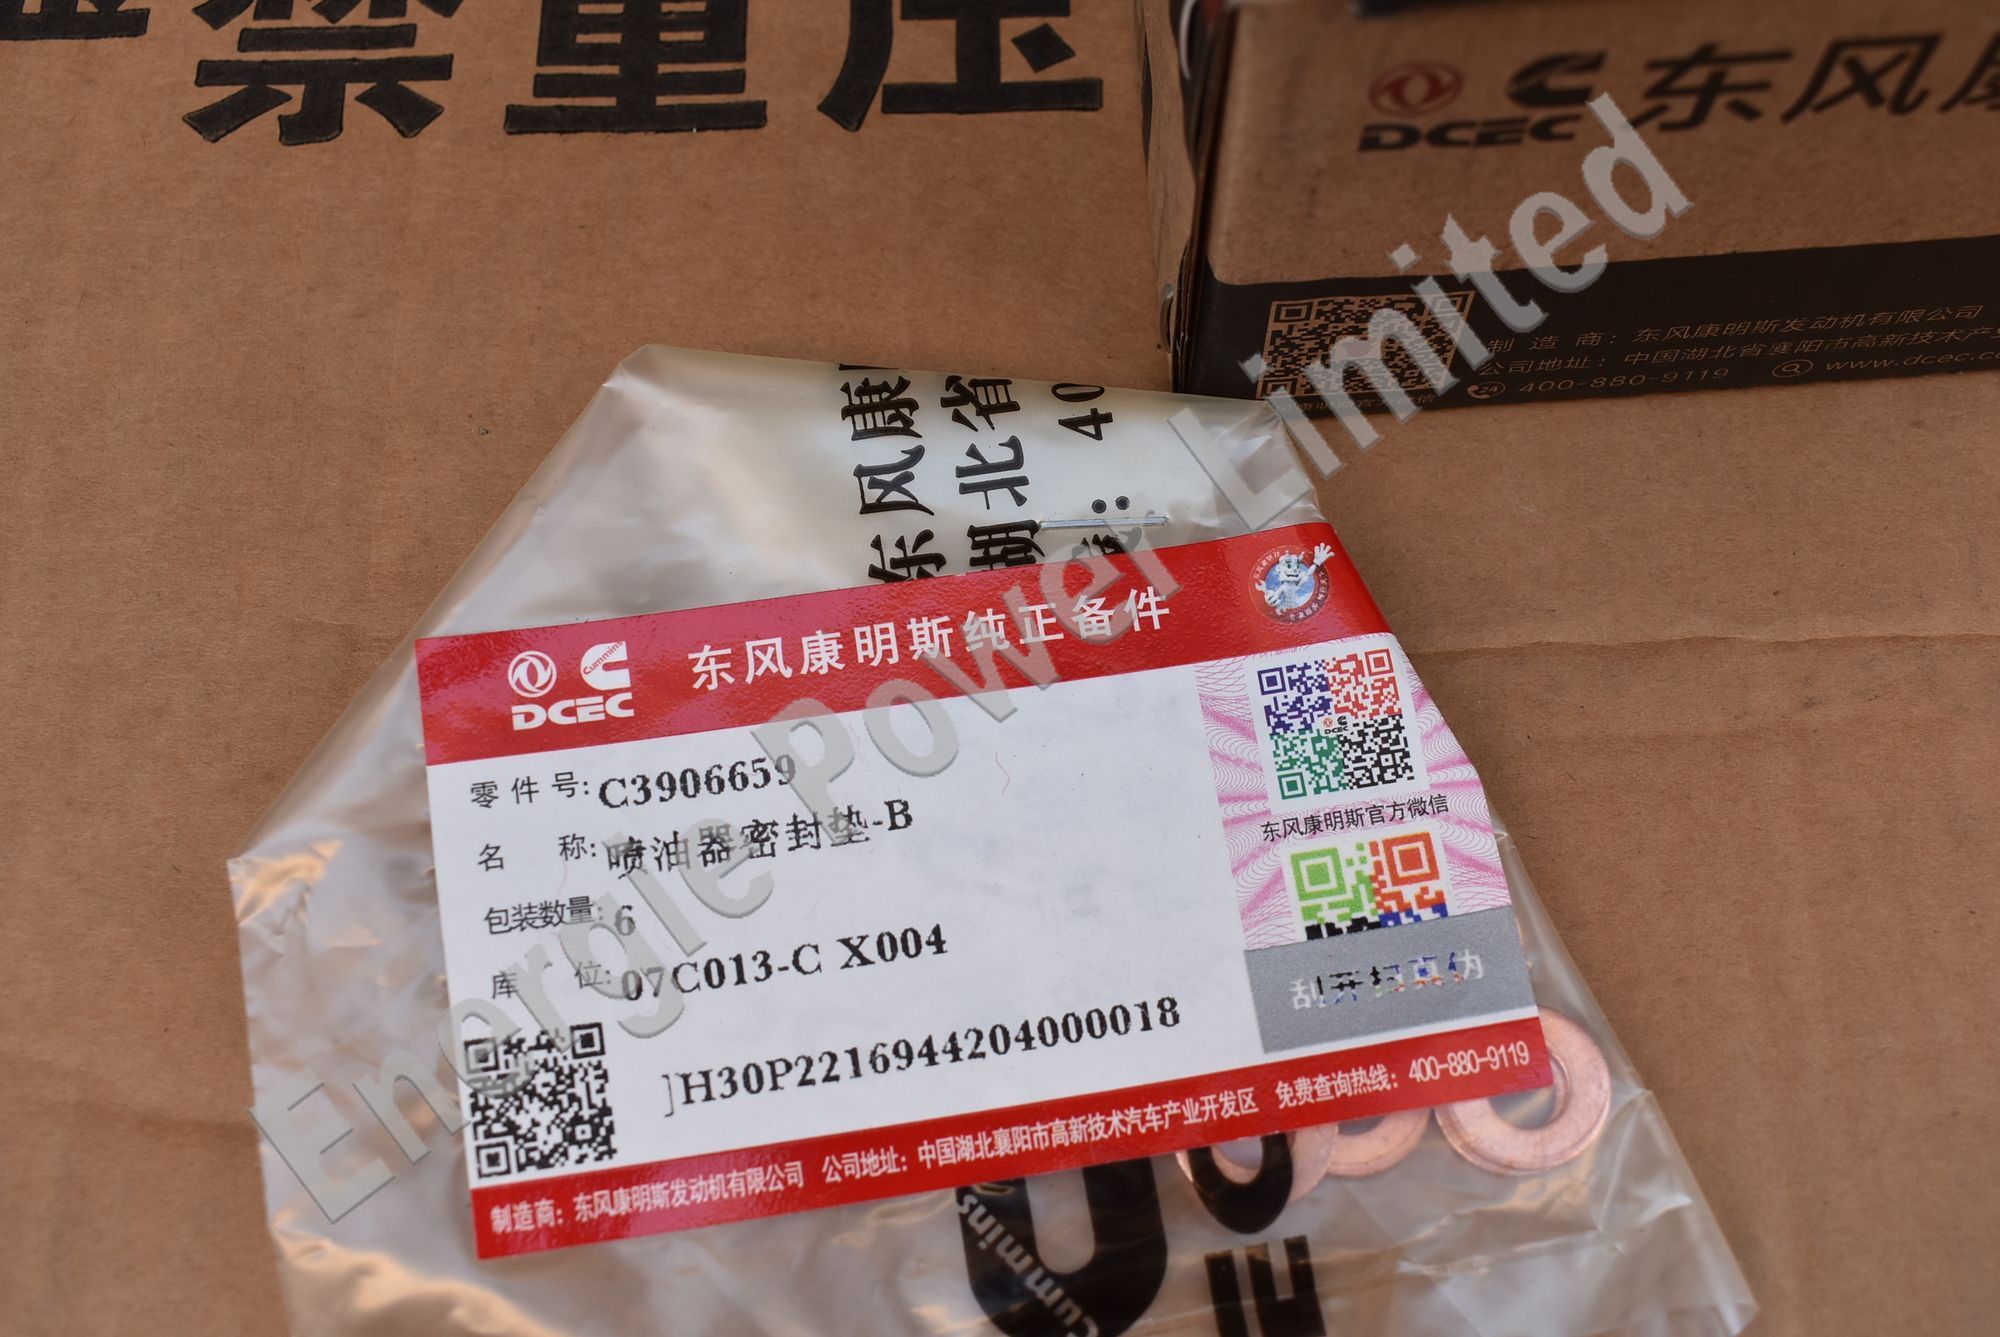 禁重压
DCEC
东风康
制造商：东风康明斯发动机有限公司
公司地址：中国湖北省襄阳市高新技术产
400-880-9119
www.dcec.c
东风康
湖北省
40
DCEC
Cummins
东风康明斯纯正备件
零件号: C3906659
名称: 喷油器密封垫-B
包装数量: 6
库位: 07C013-C X004
JH30P2216944204000018
东风康明斯官方微信
刮开扫真伪
制造商：东风康明斯发动机有限公司 公司地址：中国湖北襄阳市高新技术汽车产业开发区 免费查询热线：400-880-9119
Cummins
Energie Power Limited